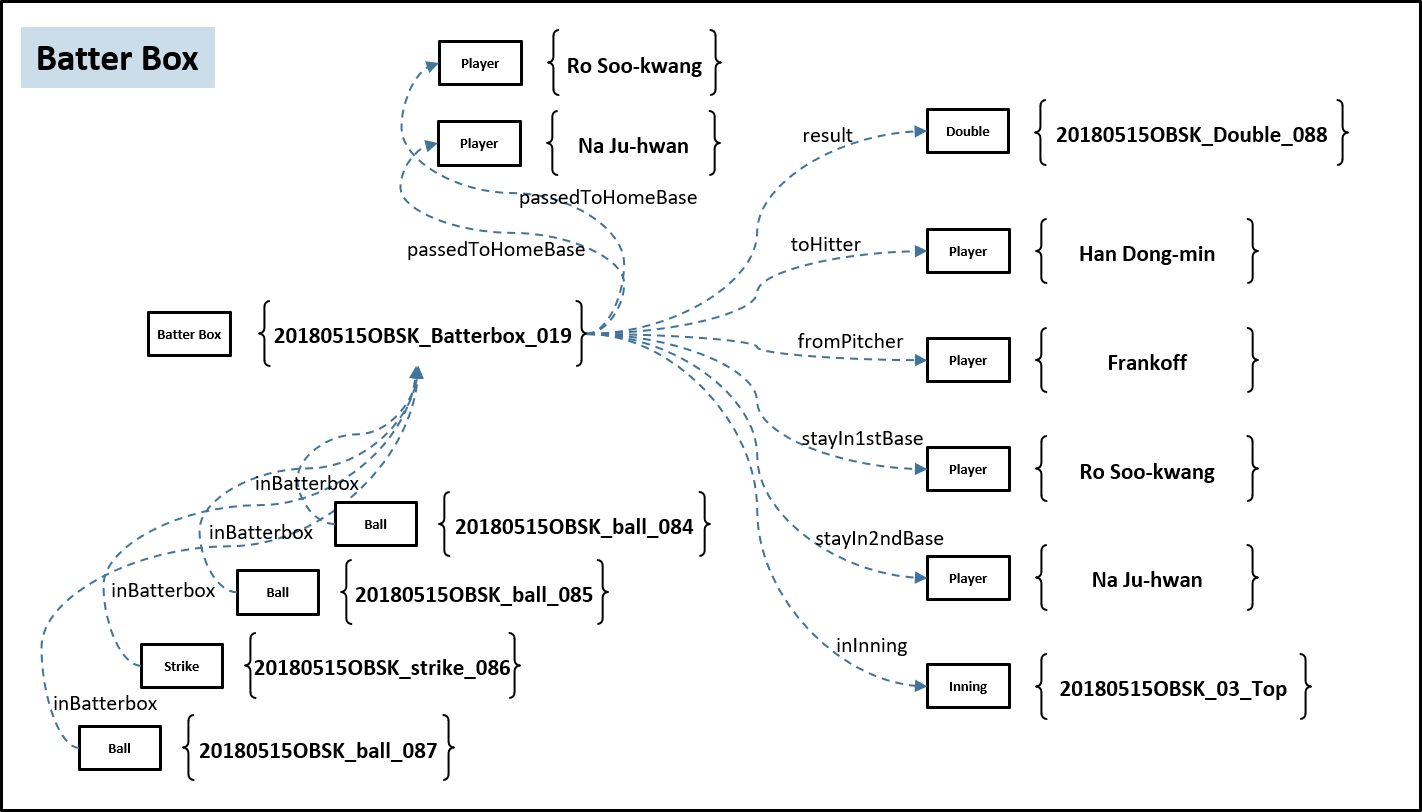 Batter Box
Player
Ro Soo-kwang
Player
Na Ju-hwan
passedToHomeBase
passedToHomeBase
result
Double
20180515OBSK_Double_088
toHitter
Player
Han Dong-min
Batter Box
20180515OBSK_Batterbox_019
fromPitcher
Player
Frankoff
stayIn1stBase
Player
Ro Soo-kwang
stayIn2ndBase
Player
Na Ju-hwan
inInning
Inning
20180515OBSK_03_Top
inBatterbox
Ball
20180515OBSK_ball_084
inBatterbox
Ball
20180515OBSK_ball_085
inBatterbox
Strike
20180515OBSK_strike_086
inBatterbox
Ball
20180515OBSK_ball_087